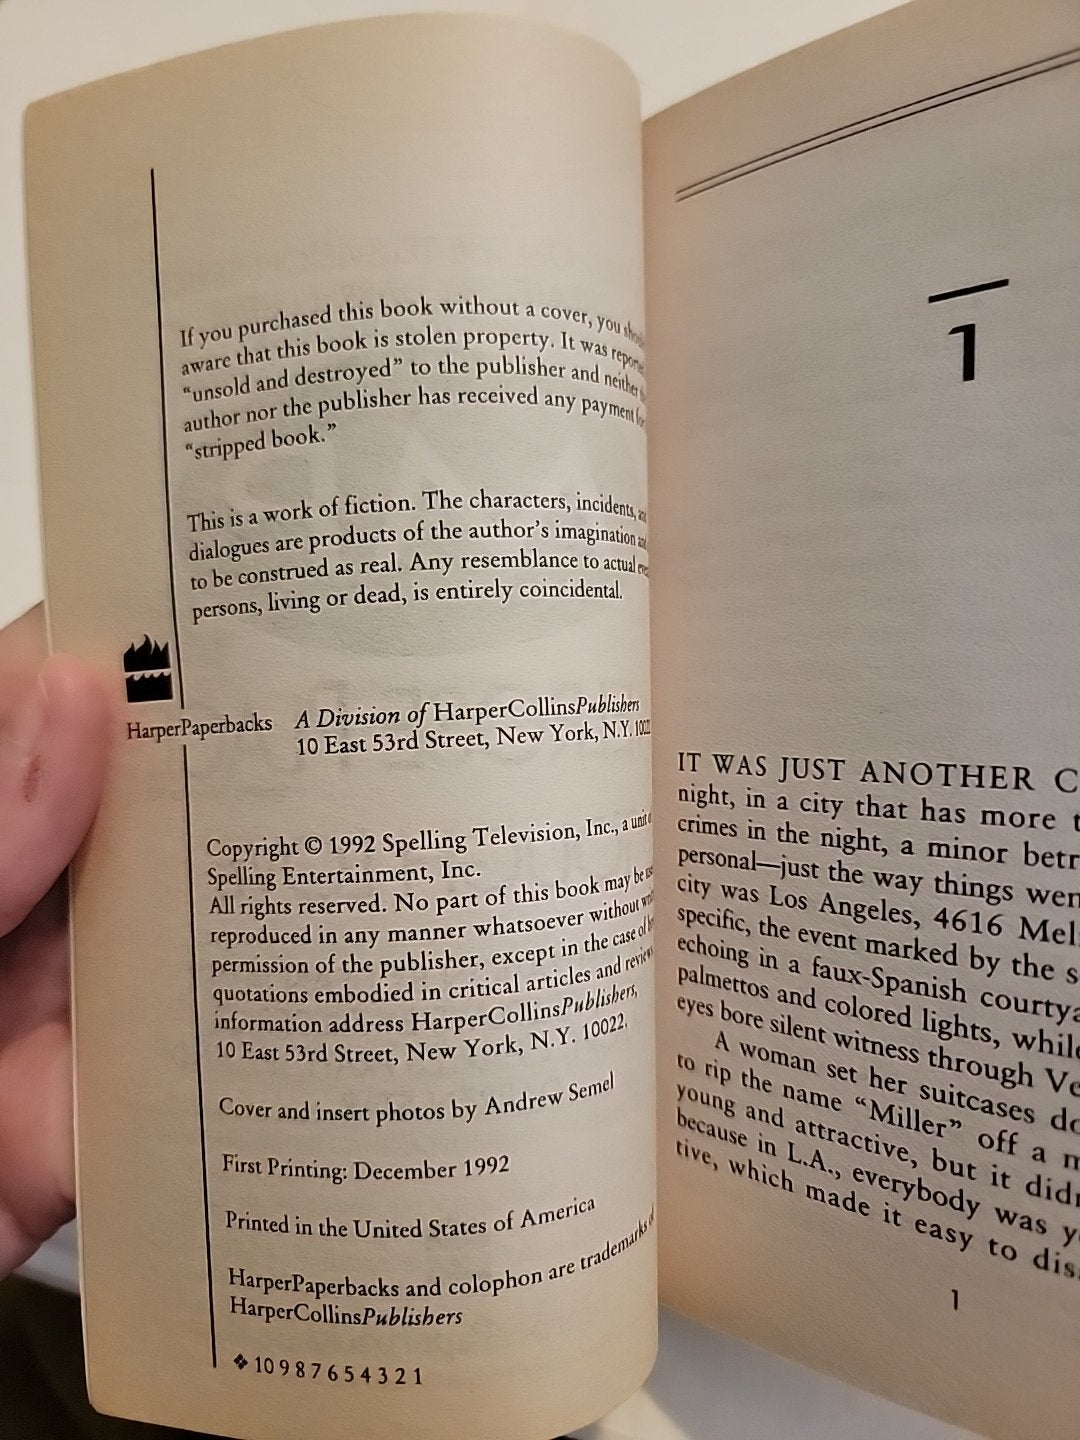 If you purchased this book without a cover, you
aware that this book is stolen property. It was
"unsold and destroyed" to the publisher and neither
author nor the publisher has received any payment
"stripped book."
This is a work of fiction. The characters, incidents,
dialogues are products of the author's imagination
to be construed as real. Any resemblance to actual
persons, living or dead, is entirely coincidental.
HarperPaperbacks A Division of HarperCollinsPublishers
10 East 53rd Street, New York, N.Y. 10022
Copyright © 1992 Spelling Television, Inc., a unit
Spelling Entertainment, Inc.
All rights reserved. No part of this book may be
reproduced in any manner whatsoever without
permission of the publisher, except in the case of
quotations embodied in critical articles and
information address HarperCollinsPublishers,
10 East 53rd Street, New York, N.Y. 10022.
Cover and insert photos by Andrew Semel
First Printing: December 1992
Printed in the United States of America
HarperPaperbacks and colophon are trademarks of
HarperCollinsPublishers
❖ 10 9 8 7 6 5 4 3 2 1
1
IT WAS JUST ANOTHER
night, in a city that has more
crimes in the night, a minor
personal—just the way things
city was Los Angeles, 4616
specific, the event marked by the
echoing in a faux-Spanish
palmettos and colored lights,
eyes bore silent witness through
A woman set her suitcases
to rip the name "Miller" off a
young and attractive, but it
because in L.A., everybody was
tive, which made it easy to
1